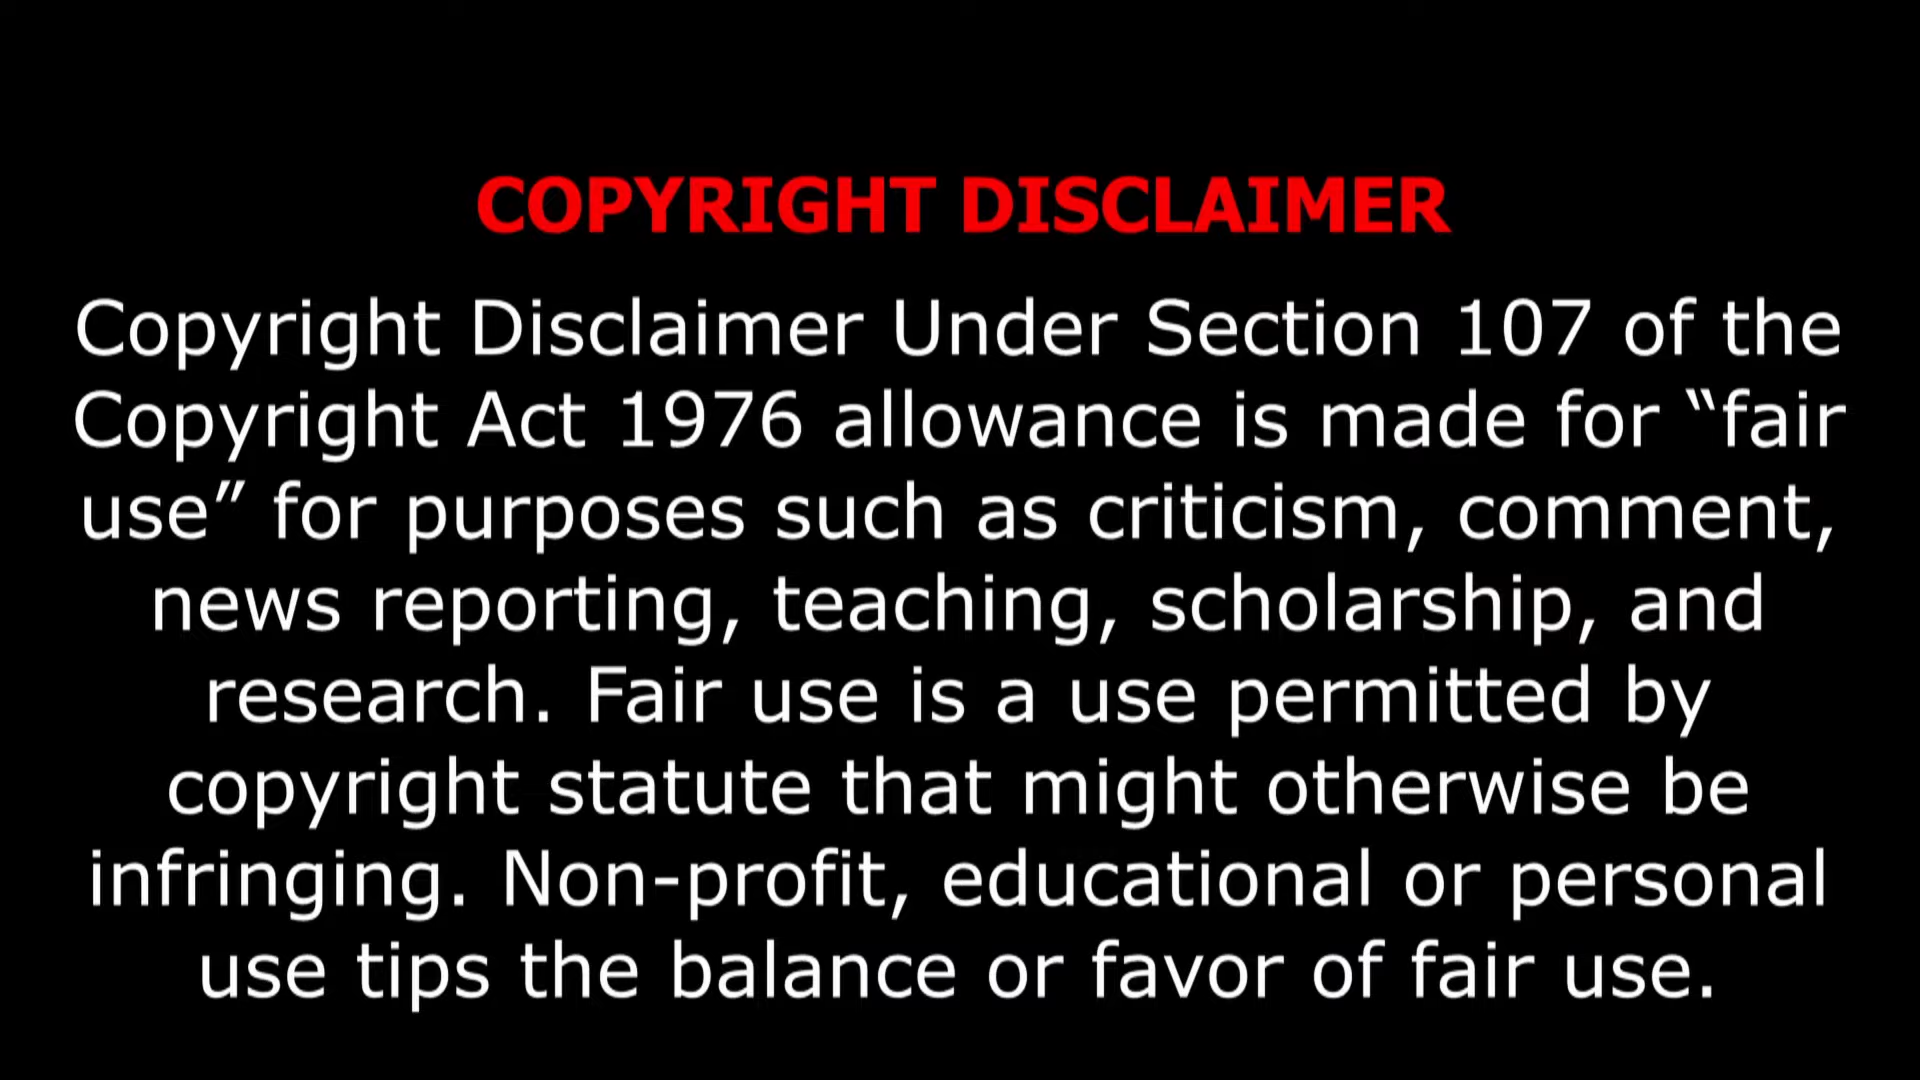 COPYRIGHT DISCLAIMER
Copyright Disclaimer Under Section 107 of the
Copyright Act 1976 allowance is made for “fair
use” for purposes such as criticism, comment,
news reporting, teaching, scholarship, and
research. Fair use is a use permitted by
copyright statute that might otherwise be
infringing. Non-profit, educational or personal
use tips the balance or favor of fair use.